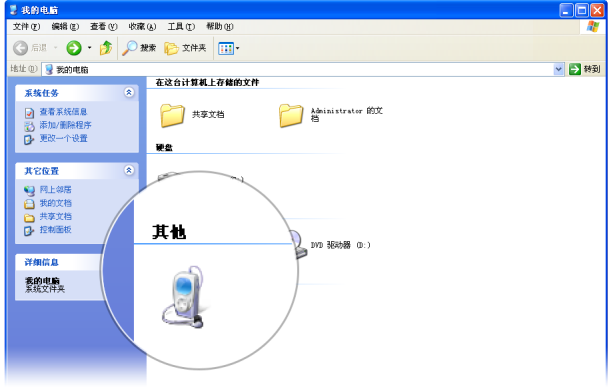 我的电脑
文件(F) 编辑(E) 查看(V) 收藏(A) 工具(T) 帮助(H)
后退 搜索 文件夹
地址(D) 我的电脑 转到
系统任务
查看系统信息
添加/删除程序
更改一个设置
其它位置
网上邻居
我的文档
共享文档
控制面板
详细信息
我的电脑
系统文件夹
在这台计算机上存储的文件
共享文档
Administrator 的文
档
硬盘
:)
DVD 驱动器 (D:)
其他